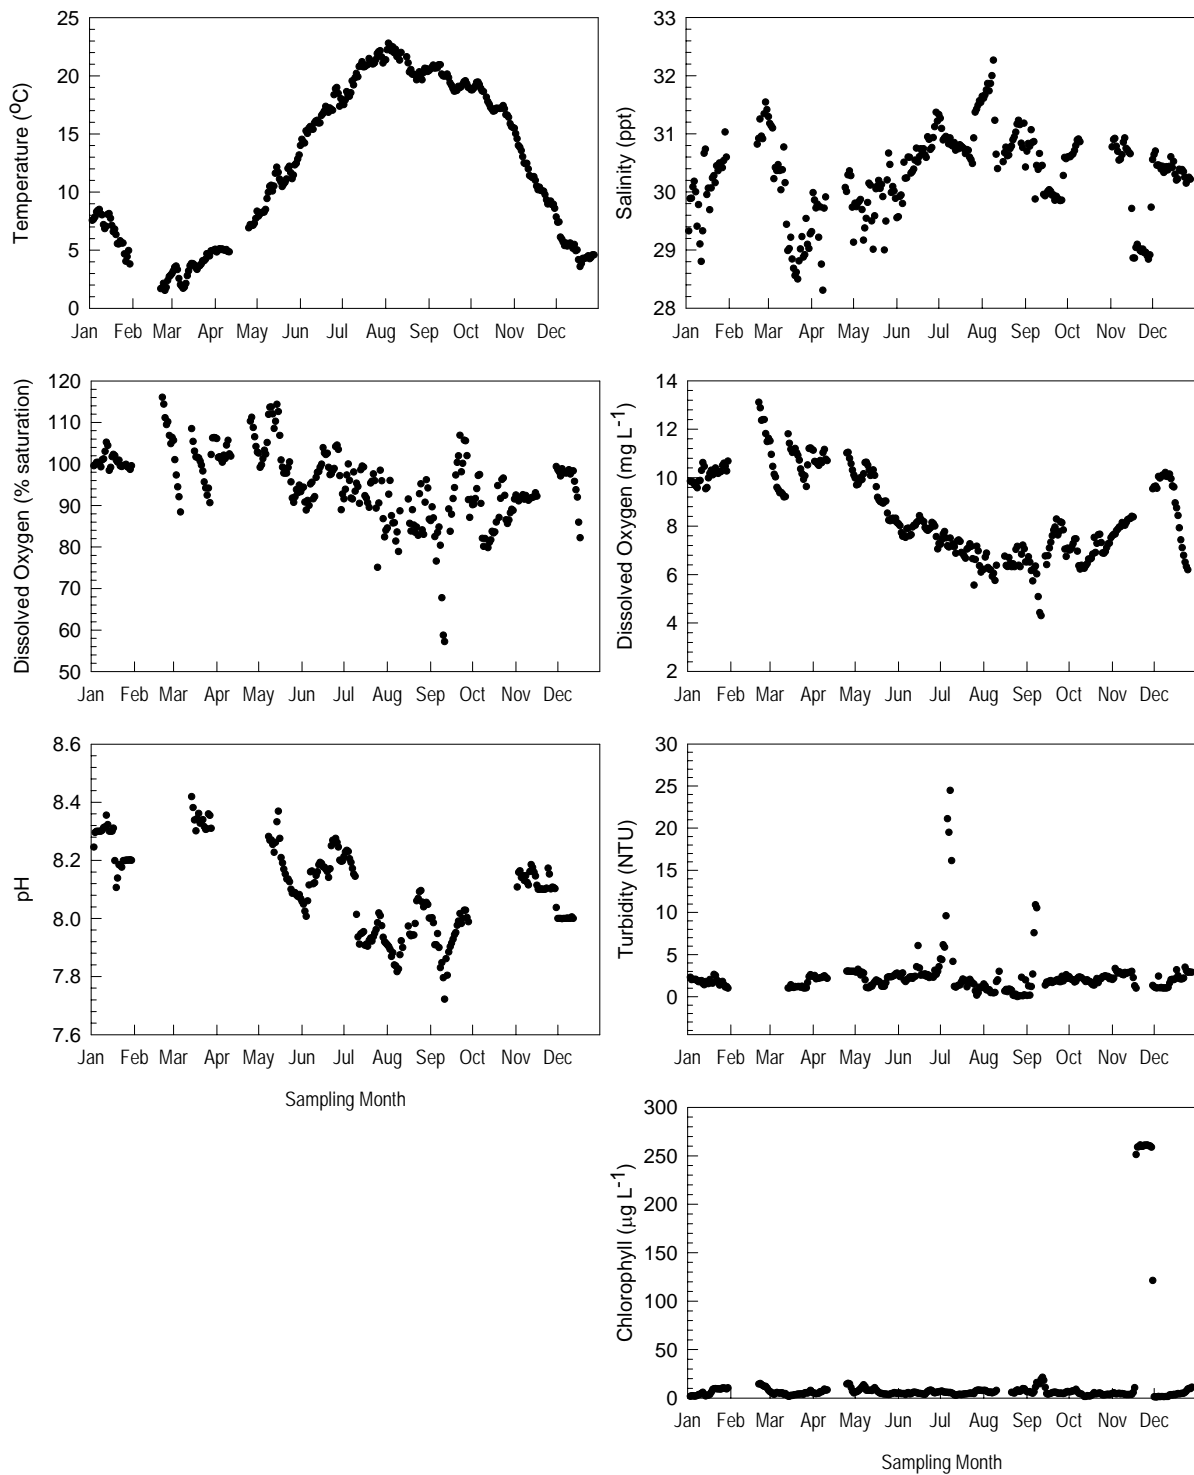 Temperature (°C)
25
20
15
10
5
0
Jan Feb Mar Apr May Jun Jul Aug Sep Oct Nov Dec
Salinity (ppt)
33
32
31
30
29
28
Jan Feb Mar Apr May Jun Jul Aug Sep Oct Nov Dec
Dissolved Oxygen (% saturation)
120
110
100
90
80
70
60
50
Jan Feb Mar Apr May Jun Jul Aug Sep Oct Nov Dec
Dissolved Oxygen (mg L⁻¹)
14
12
10
8
6
4
2
Jan Feb Mar Apr May Jun Jul Aug Sep Oct Nov Dec
pH
8.6
8.4
8.2
8.0
7.8
7.6
Jan Feb Mar Apr May Jun Jul Aug Sep Oct Nov Dec
Sampling Month
Turbidity (NTU)
30
25
20
15
10
5
0
Jan Feb Mar Apr May Jun Jul Aug Sep Oct Nov Dec
Chlorophyll (µg L⁻¹)
300
250
200
150
100
50
0
Jan Feb Mar Apr May Jun Jul Aug Sep Oct Nov Dec
Sampling Month